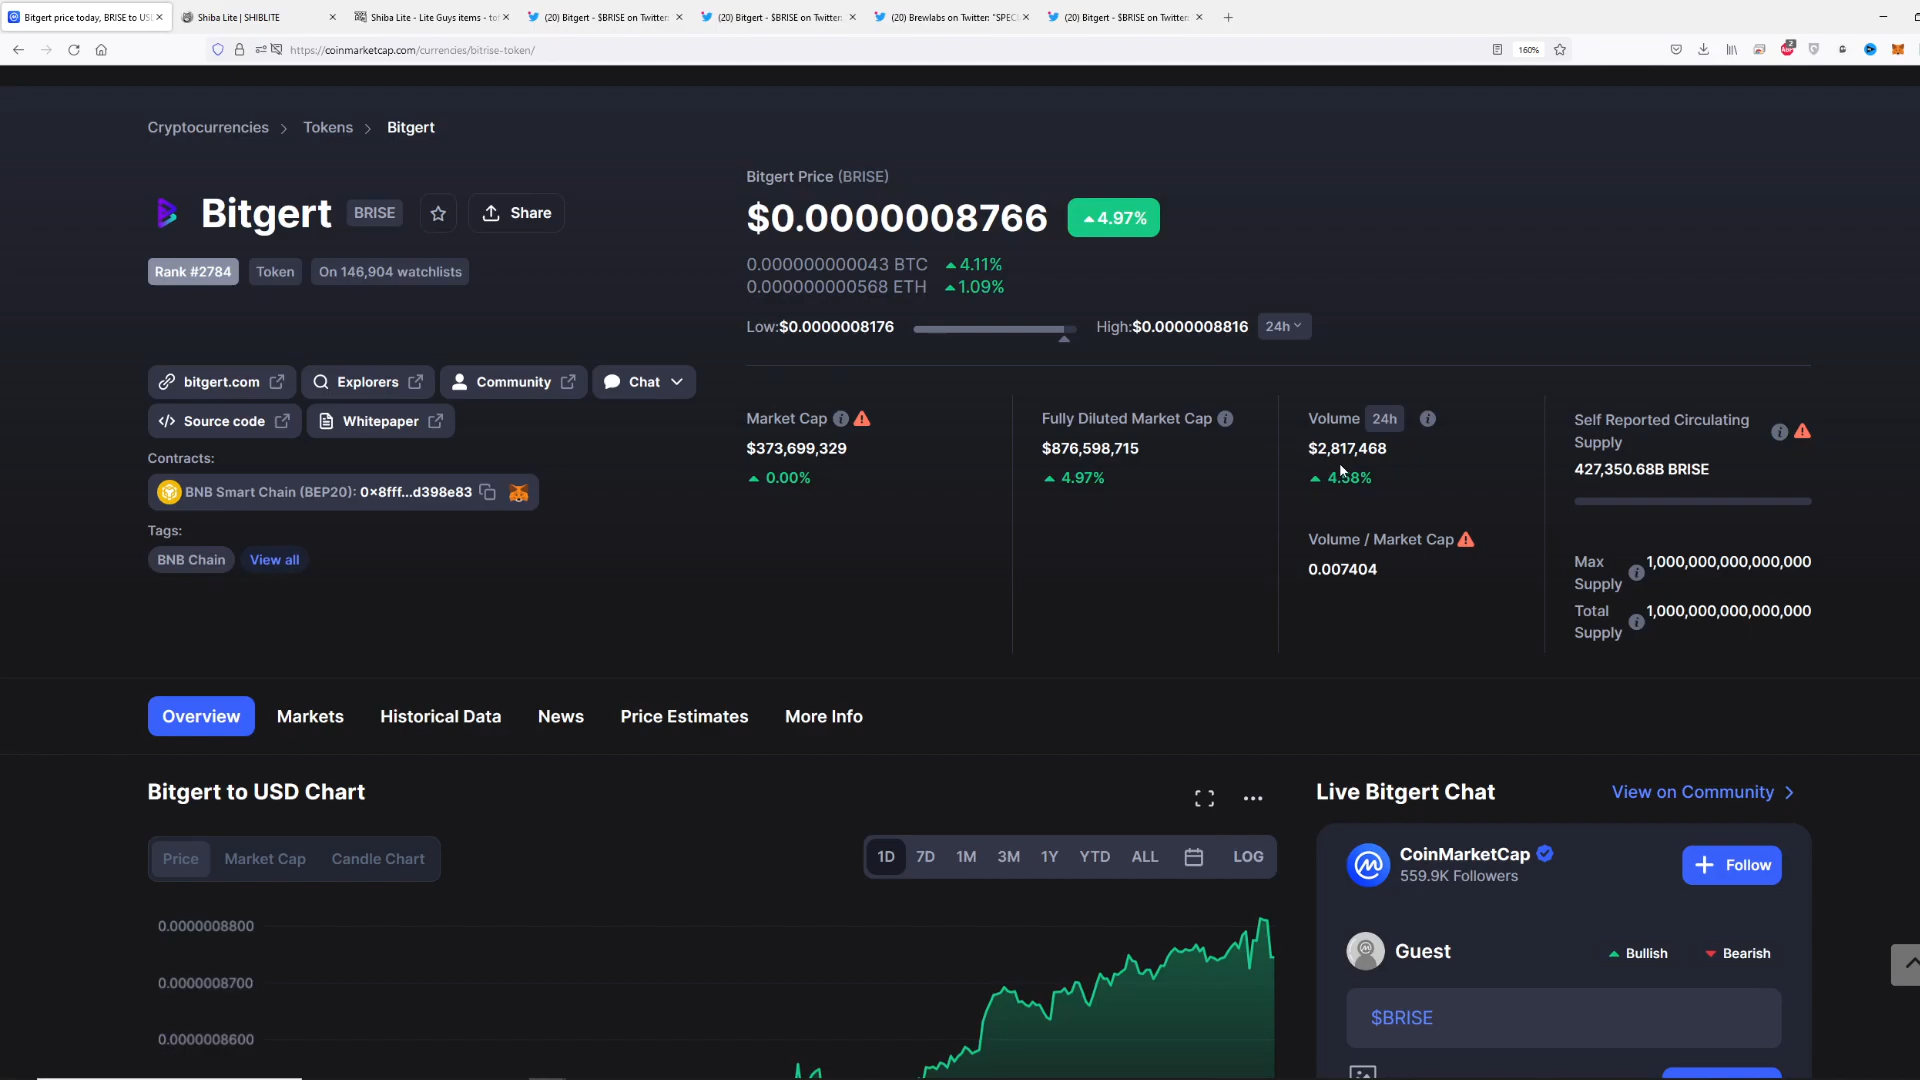 Bitgert price today, BRISE to US
Shiba Lite | SHIBLITE
Shiba Lite - Lite Guys items - to
(20) Bitgert - $BRISE on Twitter:
(20) Bitgert - $BRISE on Twitter:
(20) Brewlabs on Twitter: "SPEC
(20) Bitgert - $BRISE on Twitter:
https://coinmarketcap.com/currencies/bitrise-token/
160%
2
Cryptocurrencies > Tokens > Bitgert
Bitgert BRISE
Share
Rank #2784
Token
On 146,904 watchlists
bitgert.com
Explorers
Community
Chat
Source code
Whitepaper
Contracts:
BNB Smart Chain (BEP20): 0x8fff...d398e83
Tags:
BNB Chain
View all
Bitgert Price (BRISE)
$0.0000008766
4.97%
0.000000000043 BTC 4.11%
0.000000000568 ETH 1.09%
Low:$0.0000008176
High:$0.0000008816
24h
Market Cap
$373,699,329
0.00%
Fully Diluted Market Cap
$876,598,715
4.97%
Volume 24h
$2,817,468
4.58%
Volume / Market Cap
0.007404
Self Reported Circulating
Supply
427,350.68B BRISE
Max
Supply
1,000,000,000,000,000
Total
Supply
1,000,000,000,000,000
Overview
Markets
Historical Data
News
Price Estimates
More Info
Bitgert to USD Chart
Price
Market Cap
Candle Chart
1D
7D
1M
3M
1Y
YTD
ALL
LOG
0.0000008800
0.0000008700
0.0000008600
Live Bitgert Chat
View on Community
CoinMarketCap
559.9K Followers
Follow
Guest
Bullish
Bearish
$BRISE